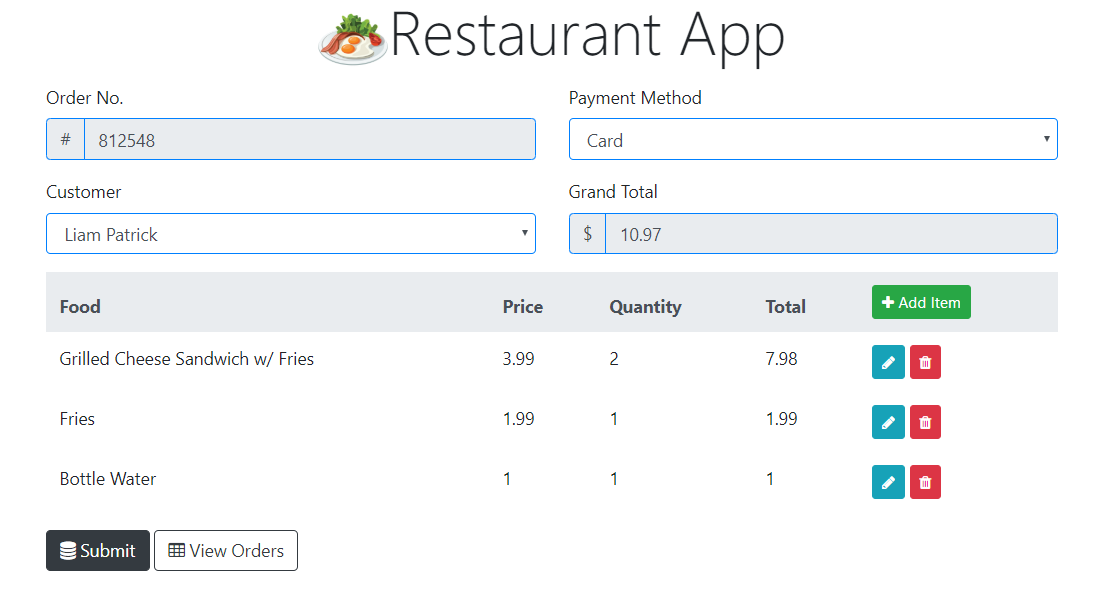 Restaurant App
Order No. Payment Method
# 812548 Card
Customer Grand Total
Liam Patrick $ 10.97
Food Price Quantity Total Add Item
Grilled Cheese Sandwich w/ Fries 3.99 2 7.98
Fries 1.99 1 1.99
Bottle Water 1 1 1
Submit View Orders